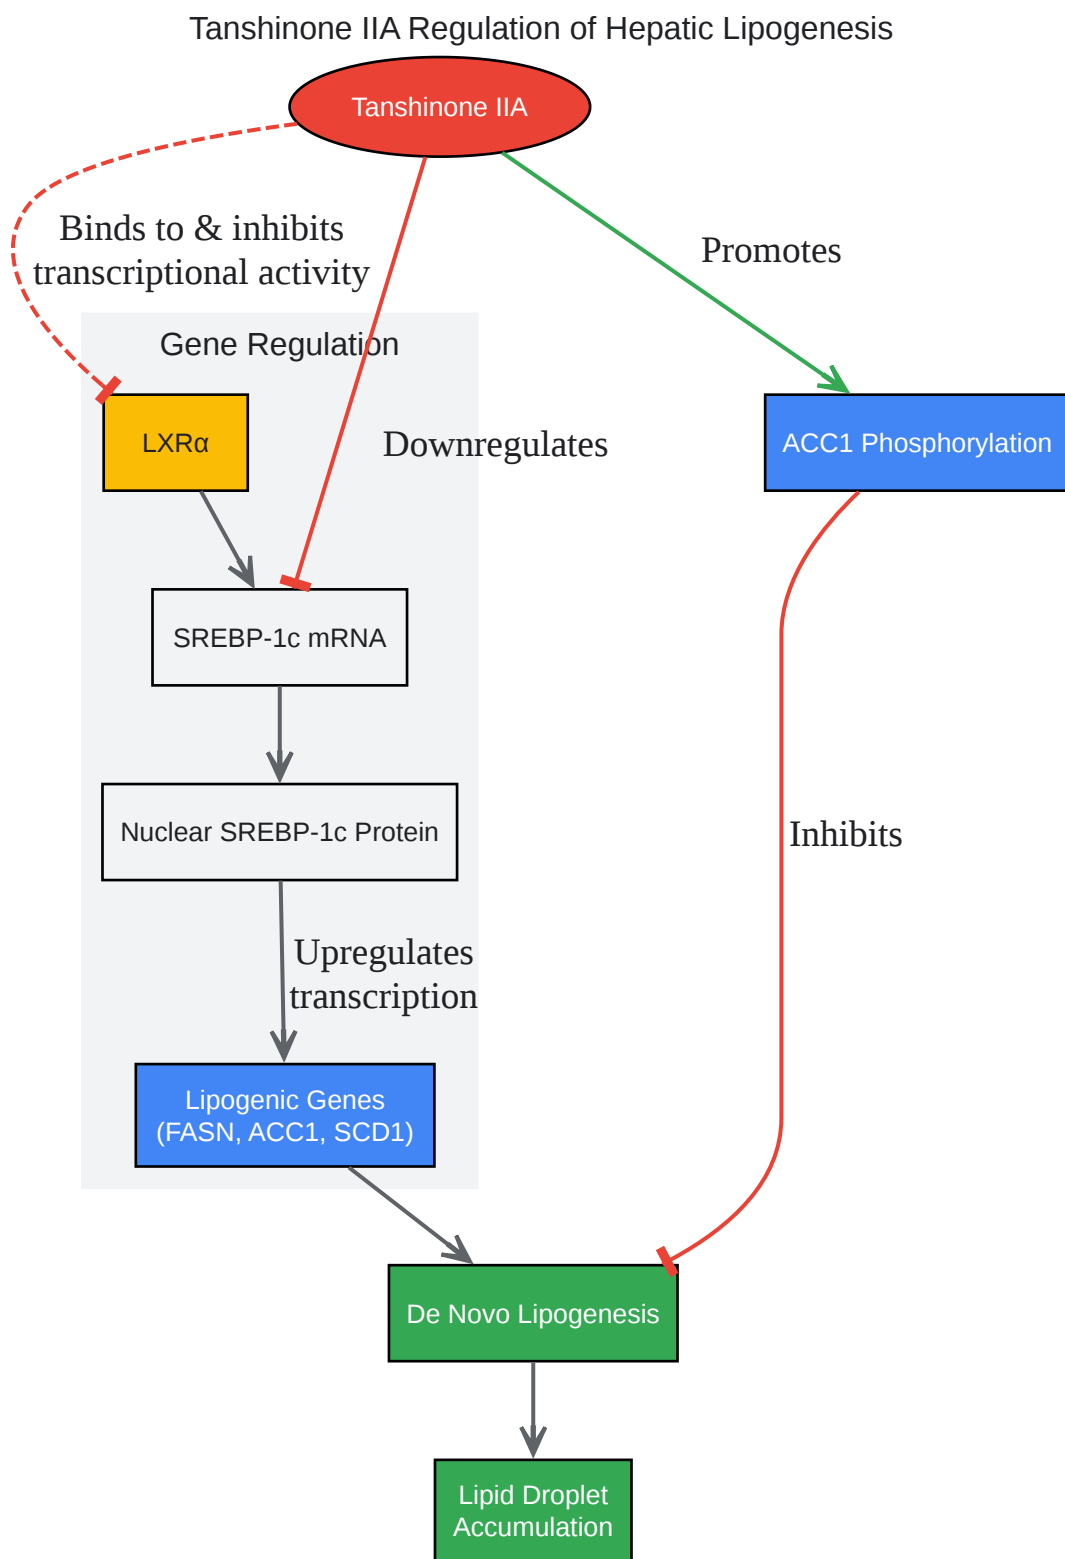 Tanshinone IIA Regulation of Hepatic Lipogenesis
Tanshinone IIA
Binds to & inhibits
transcriptional activity
Promotes
Gene Regulation
LXRα
Downregulates
ACC1 Phosphorylation
SREBP-1c mRNA
Nuclear SREBP-1c Protein
Inhibits
Upregulates
transcription
Lipogenic Genes
(FASN, ACC1, SCD1)
De Novo Lipogenesis
Lipid Droplet
Accumulation